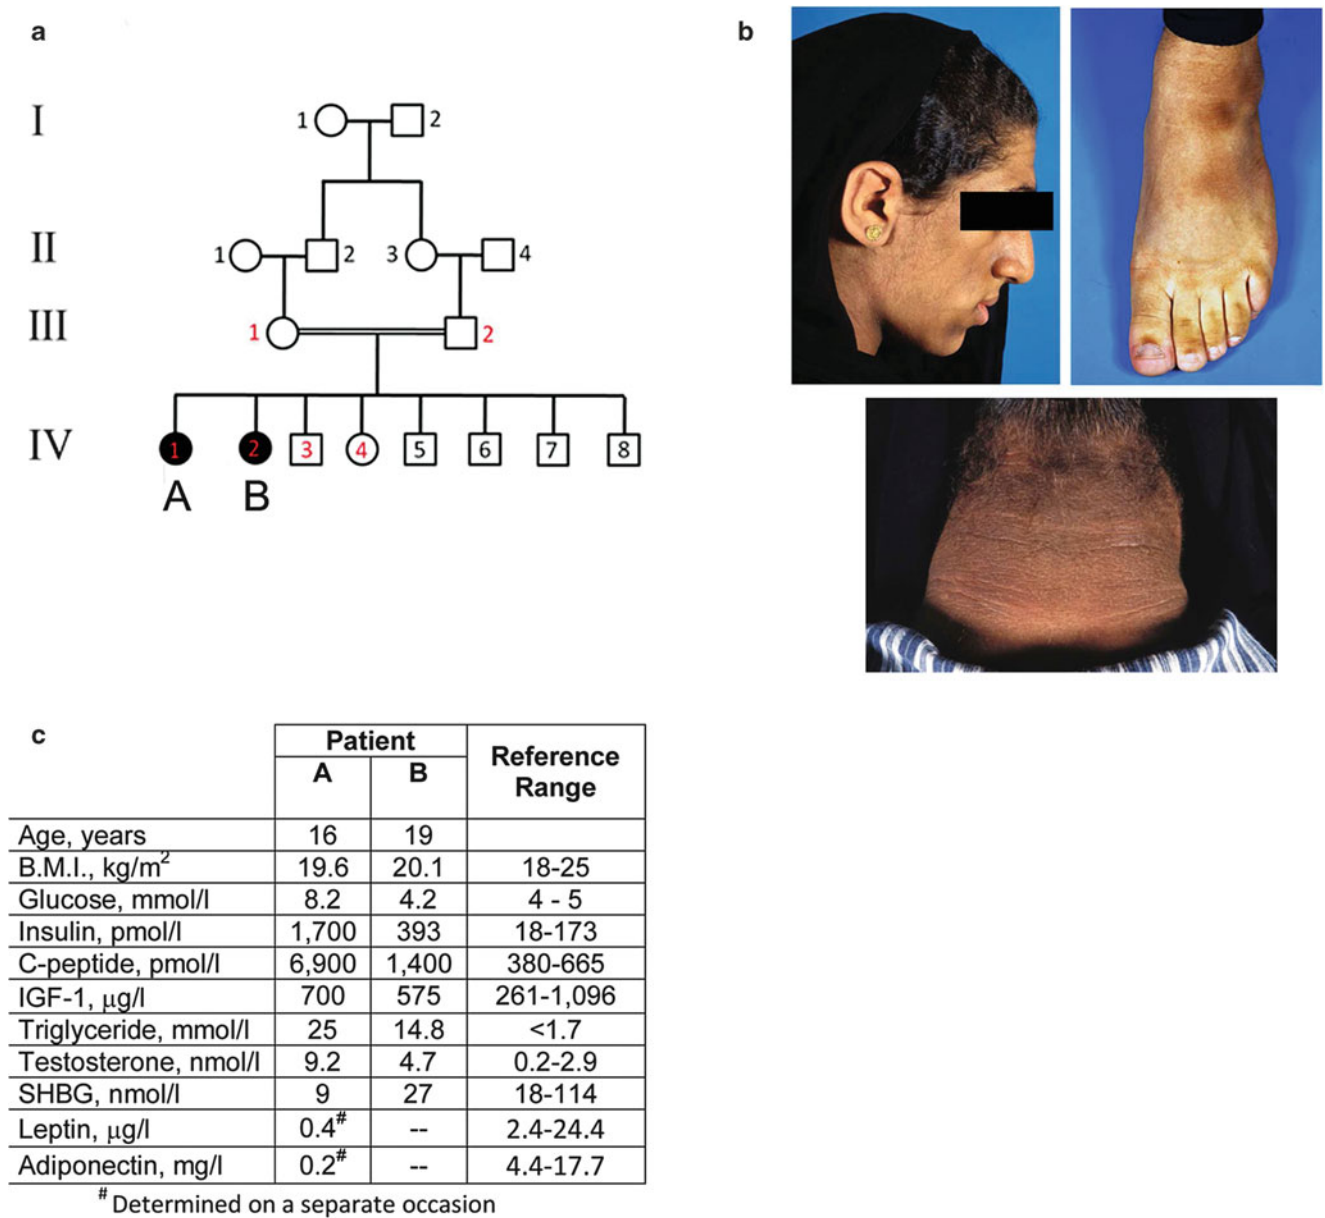 a
I
1
2
II
1
2
3
4
III
1
2
IV
1
2
3
4
5
6
7
8
A
B
b
c
Patient
Reference Range
A
B
Age, years 16 19
B.M.I., kg/m2 19.6 20.1 18-25
Glucose, mmol/l 8.2 4.2 4 - 5
Insulin, pmol/l 1,700 393 18-173
C-peptide, pmol/l 6,900 1,400 380-665
IGF-1, μg/l 700 575 261-1,096
Triglyceride, mmol/l 25 14.8 <1.7
Testosterone, nmol/l 9.2 4.7 0.2-2.9
SHBG, nmol/l 9 27 18-114
Leptin, μg/l 0.4# -- 2.4-24.4
Adiponectin, mg/l 0.2# -- 4.4-17.7
# Determined on a separate occasion